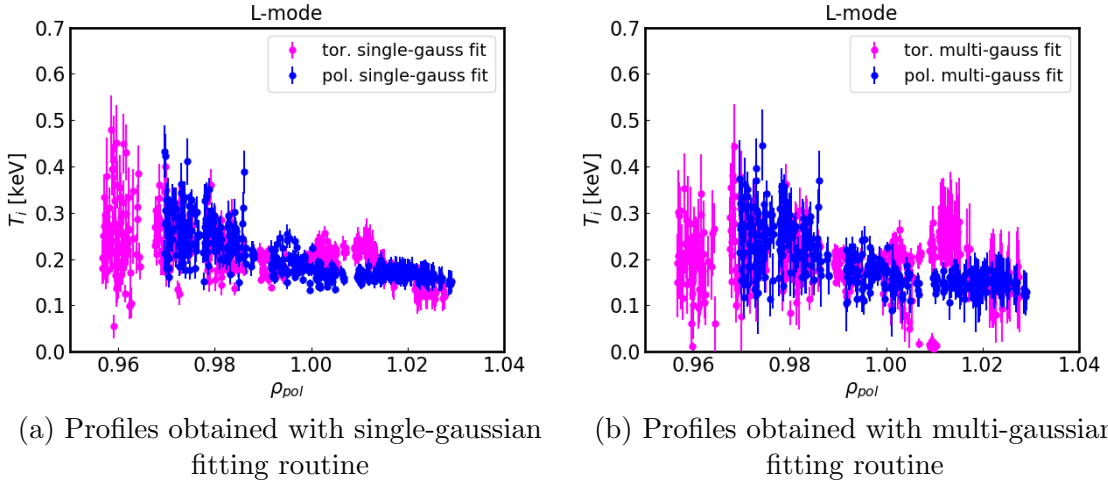 L-mode
0.7
0.6
0.5
0.4
0.3
0.2
0.1
0.0
T_i [keV]
tor. single-gauss fit
pol. single-gauss fit
0.96 0.98 1.00 1.02 1.04
ρ_pol
(a) Profiles obtained with single-gaussian
fitting routine
L-mode
0.7
0.6
0.5
0.4
0.3
0.2
0.1
0.0
T_i [keV]
tor. multi-gauss fit
pol. multi-gauss fit
0.96 0.98 1.00 1.02 1.04
ρ_pol
(b) Profiles obtained with multi-gaussian
fitting routine